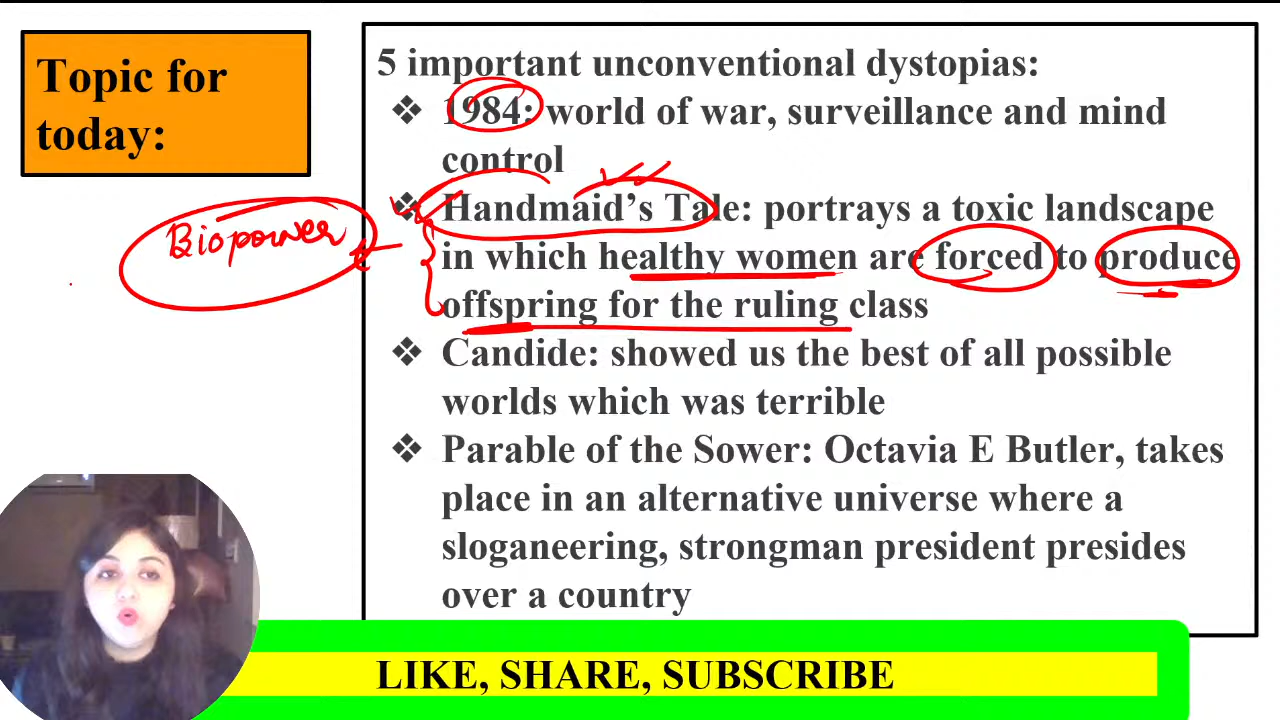 Topic for
today:
5 important unconventional dystopias:
❖ 1984: world of war, surveillance and mind
control
❖ Handmaid's Tale: portrays a toxic landscape
in which healthy women are forced to produce
offspring for the ruling class
❖ Candide: showed us the best of all possible
worlds which was terrible
❖ Parable of the Sower: Octavia E Butler, takes
place in an alternative universe where a
sloganeering, strongman president presides
over a country
Biopower
LIKE, SHARE, SUBSCRIBE